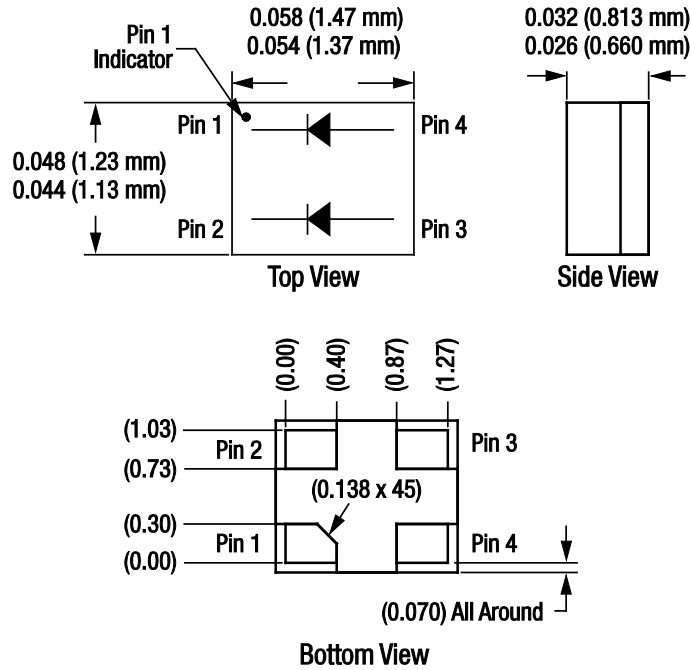 0.058 (1.47 mm)
0.054 (1.37 mm)
0.032 (0.813 mm)
0.026 (0.660 mm)
Pin 1
Indicator
Pin 1
Pin 4
0.048 (1.23 mm)
0.044 (1.13 mm)
Pin 2
Pin 3
Top View
Side View
(0.00)
(0.40)
(0.87)
(1.27)
(1.03)
Pin 2
Pin 3
(0.73)
(0.138 x 45)
(0.30)
Pin 1
Pin 4
(0.00)
(0.070) All Around
Bottom View